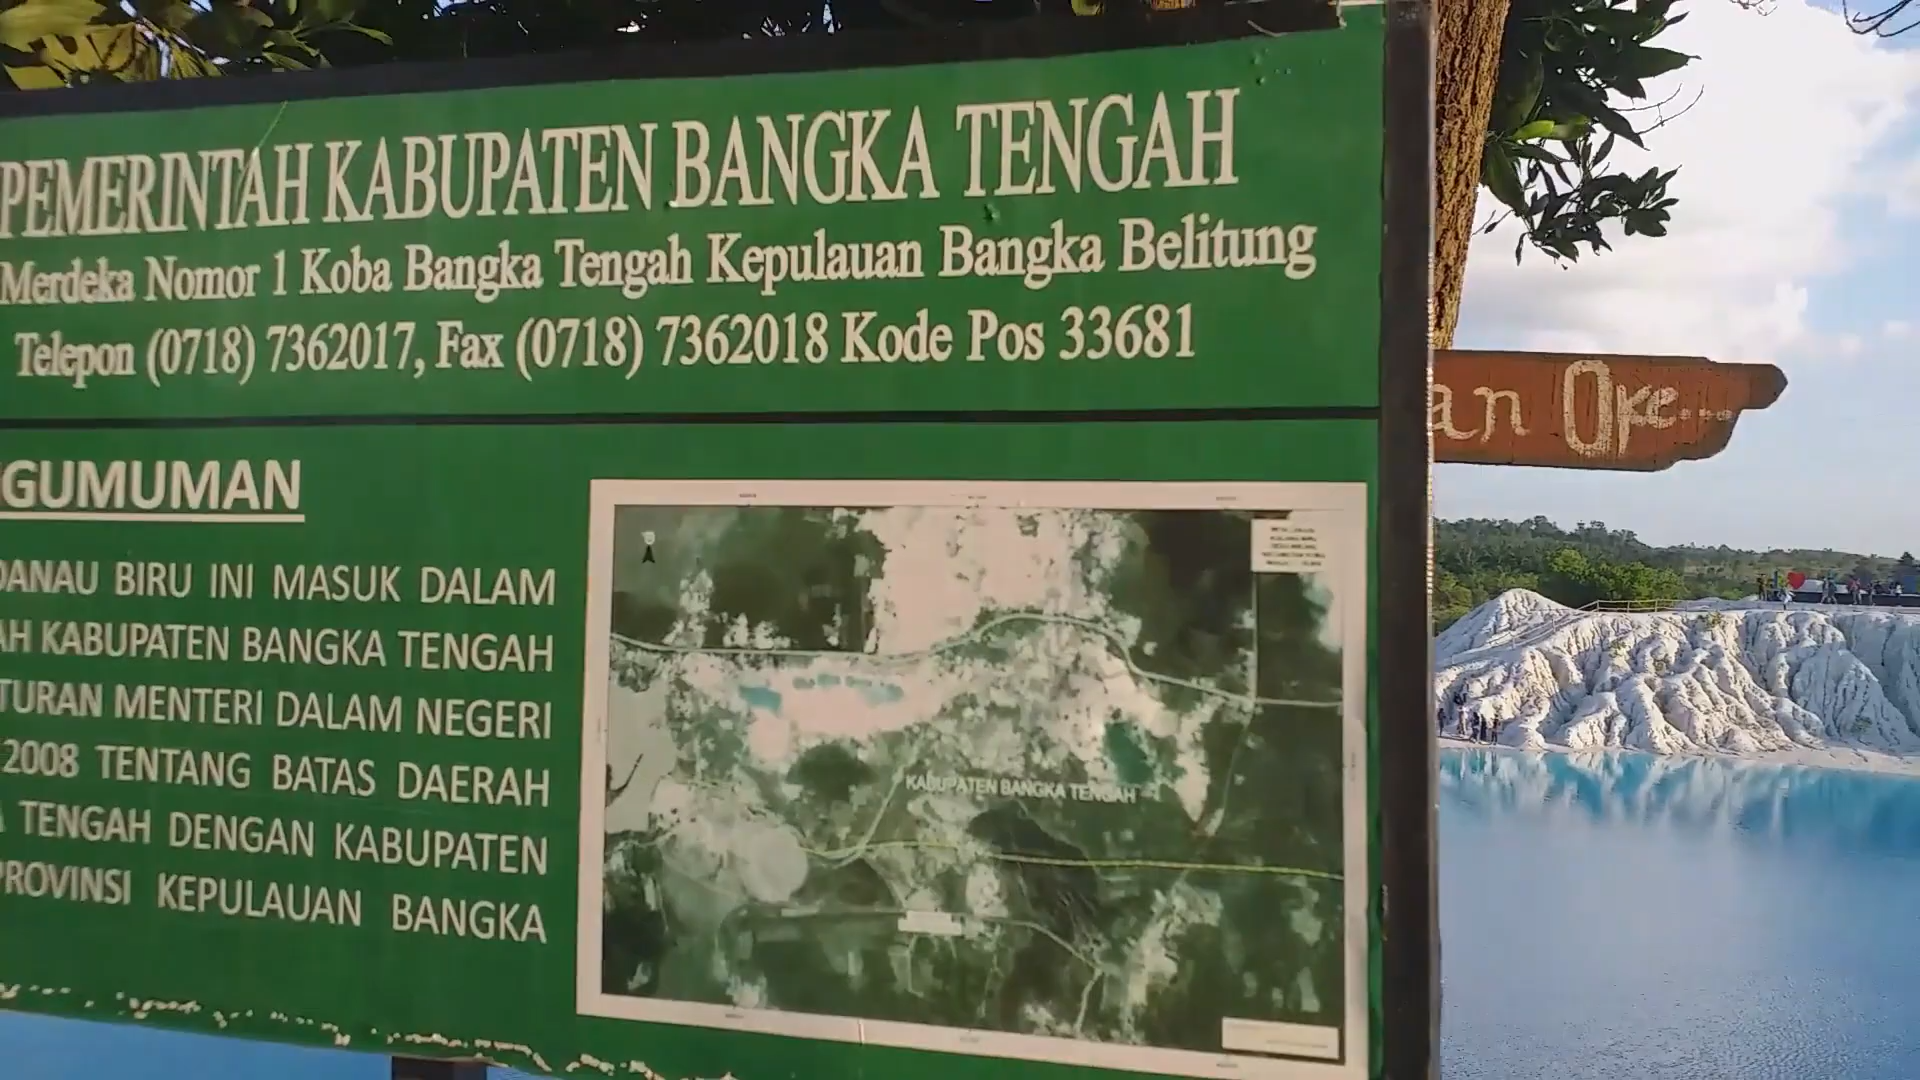 PEMERINTAH KABUPATEN BANGKA TENGAH
Merdeka Nomor 1 Koba Bangka Tengah Kepulauan Bangka Belitung
Telepon (0718) 7362017, Fax (0718) 7362018 Kode Pos 33681
GUMUMAN
DANAU BIRU INI MASUK DALAM
AH KABUPATEN BANGKA TENGAH
TURAN MENTERI DALAM NEGERI
2008 TENTANG BATAS DAERAH
TENGAH DENGAN KABUPATEN
PROVINSI KEPULAUAN BANGKA
KABUPATEN BANGKA TENGAH
an Oke....